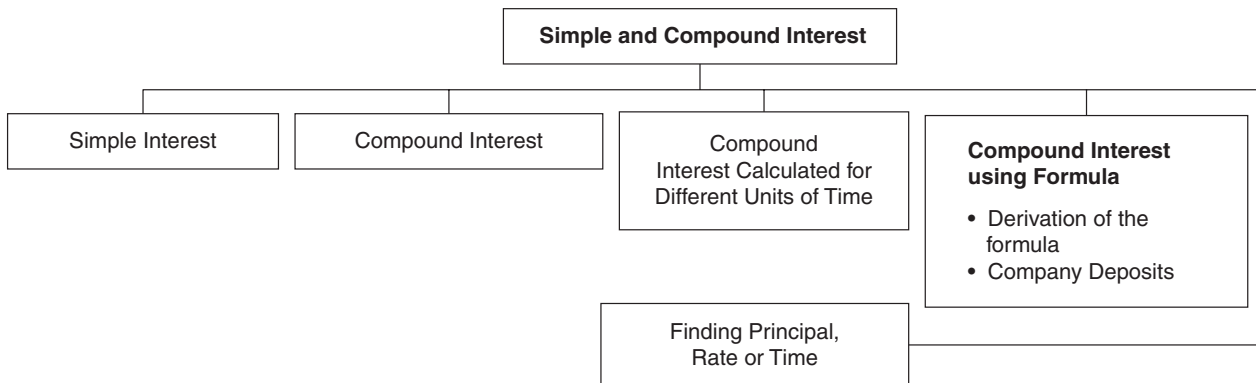 Simple and Compound Interest
Simple Interest
Compound Interest
Compound
Interest Calculated for
Different Units of Time
Compound Interest
using Formula
• Derivation of the
formula
• Company Deposits
Finding Principal,
Rate or Time